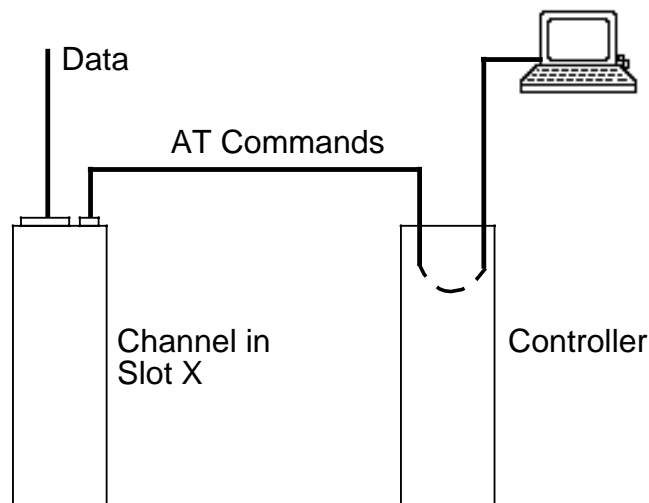 Data
AT Commands
Channel in
Slot X
Controller